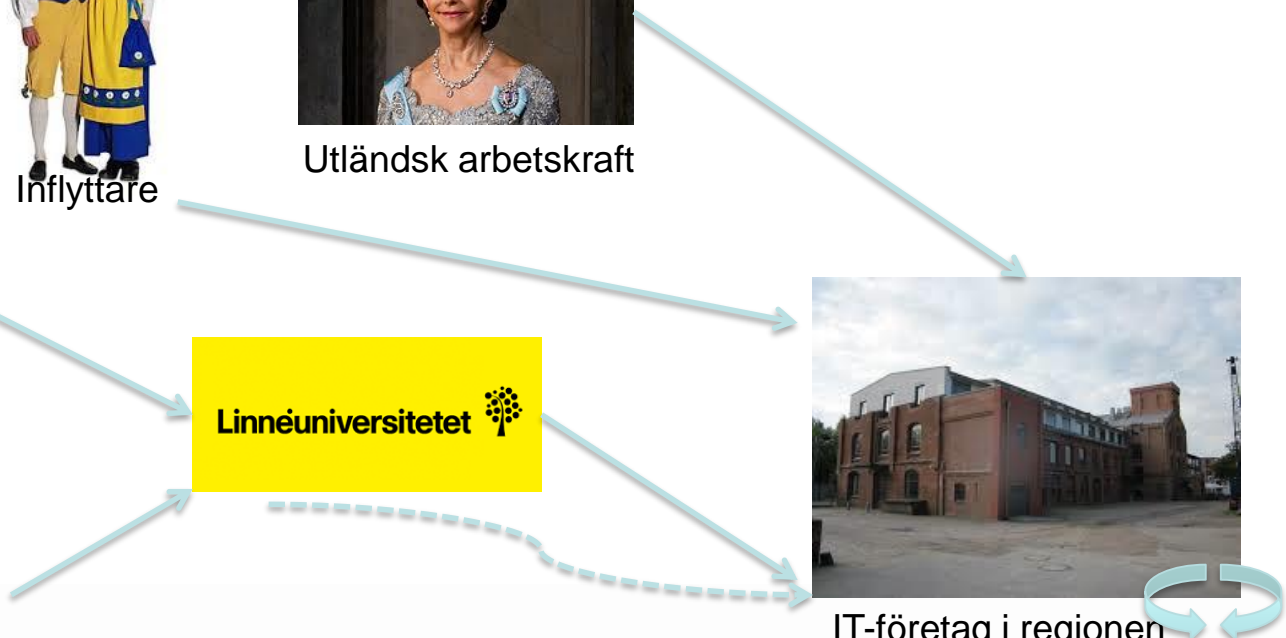 Utländsk arbetskraft
Inflyttare
Linnéuniversitetet
IT-företag i regionen